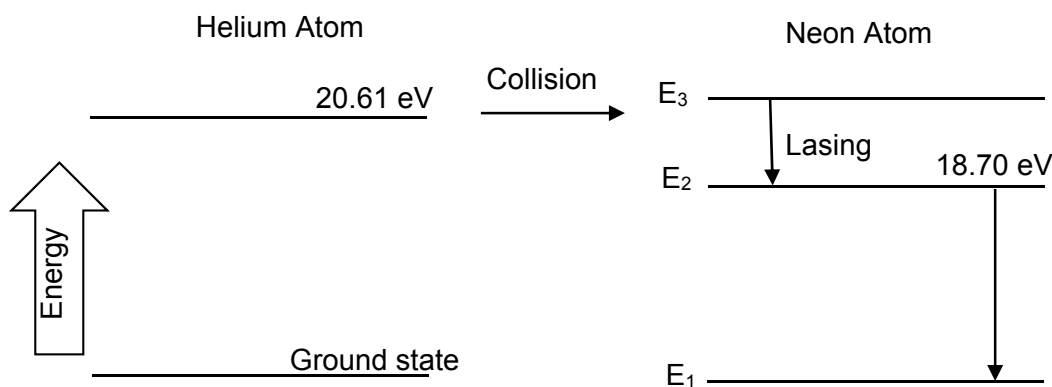 Helium Atom
Neon Atom
20.61 eV
Collision
E3
Lasing
E2
18.70 eV
Energy
Ground state
E1